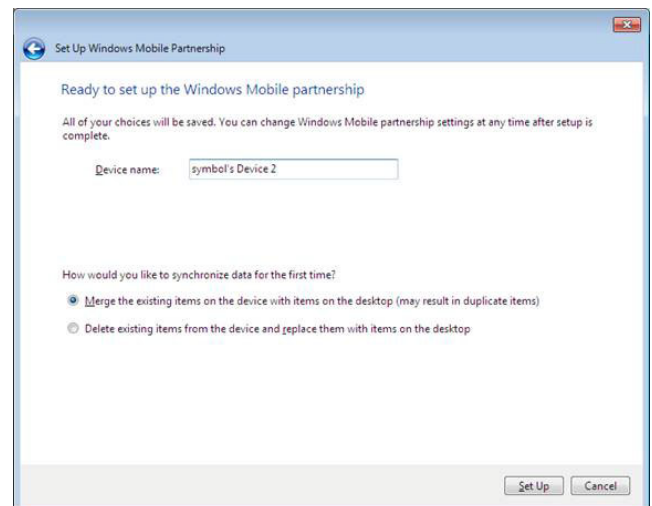 Set Up Windows Mobile Partnership
Ready to set up the Windows Mobile partnership
All of your choices will be saved. You can change Windows Mobile partnership settings at any time after setup is
complete.
Device name: symbol's Device 2
How would you like to synchronize data for the first time?
Merge the existing items on the device with items on the desktop (may result in duplicate items)
Delete existing items from the device and replace them with items on the desktop
Set Up Cancel